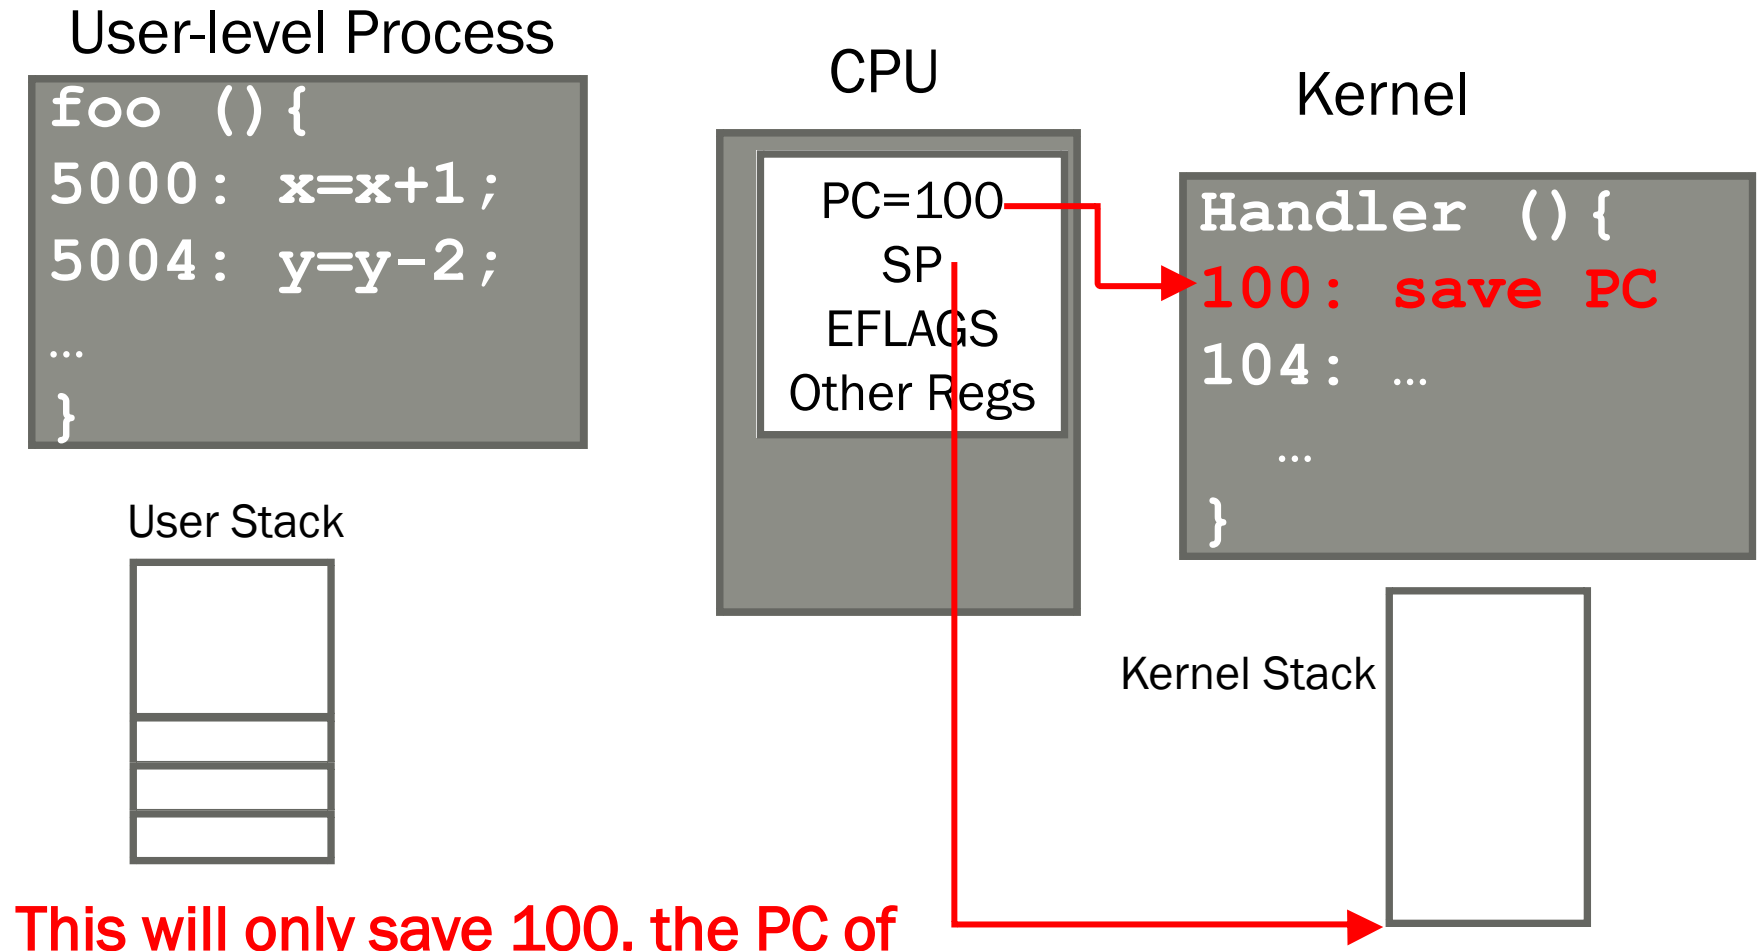 User-level Process
foo () {
5000: x=x+1;
5004: y=y-2;
…
}
User Stack
CPU
PC=100
SP
EFLAGS
Other Regs
Kernel
Handler () {
100: save PC
104: …
…
}
Kernel Stack
This will only save 100, the PC of